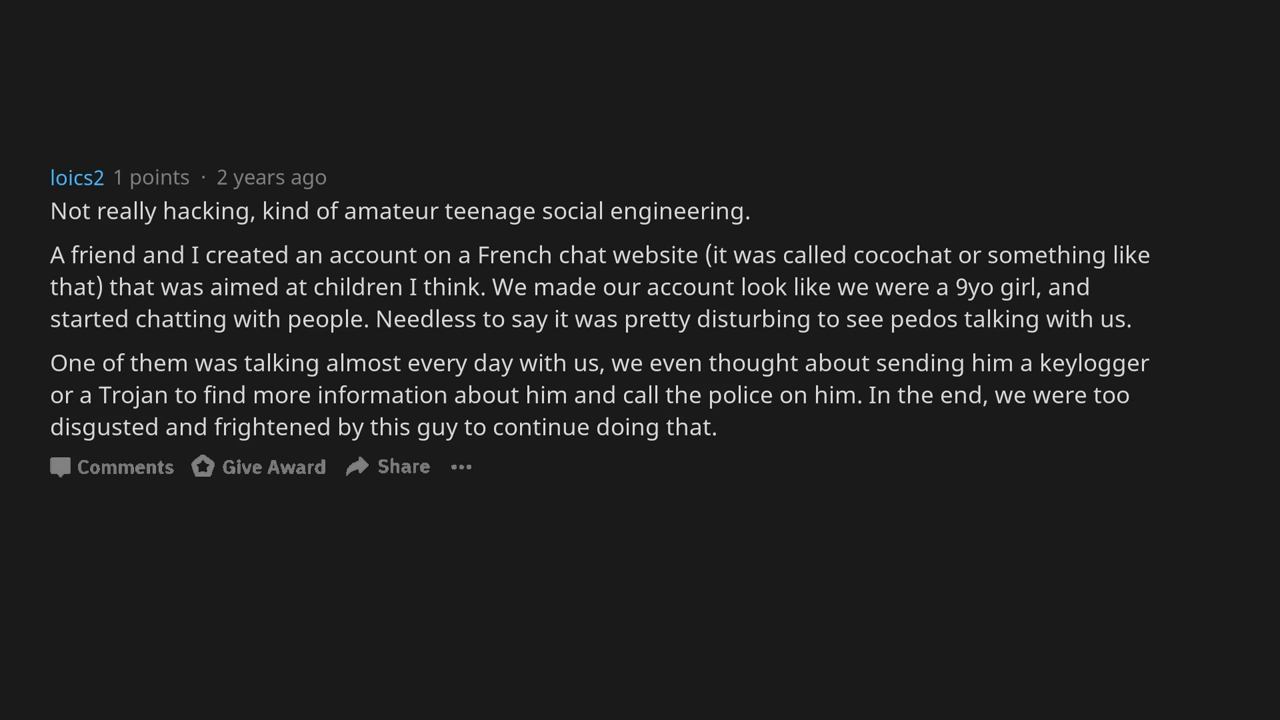 loics2 1 points · 2 years ago
Not really hacking, kind of amateur teenage social engineering.
A friend and I created an account on a French chat website (it was called cocochat or something like
that) that was aimed at children I think. We made our account look like we were a 9yo girl, and
started chatting with people. Needless to say it was pretty disturbing to see pedos talking with us.
One of them was talking almost every day with us, we even thought about sending him a keylogger
or a Trojan to find more information about him and call the police on him. In the end, we were too
disgusted and frightened by this guy to continue doing that.
Comments Give Award Share ...